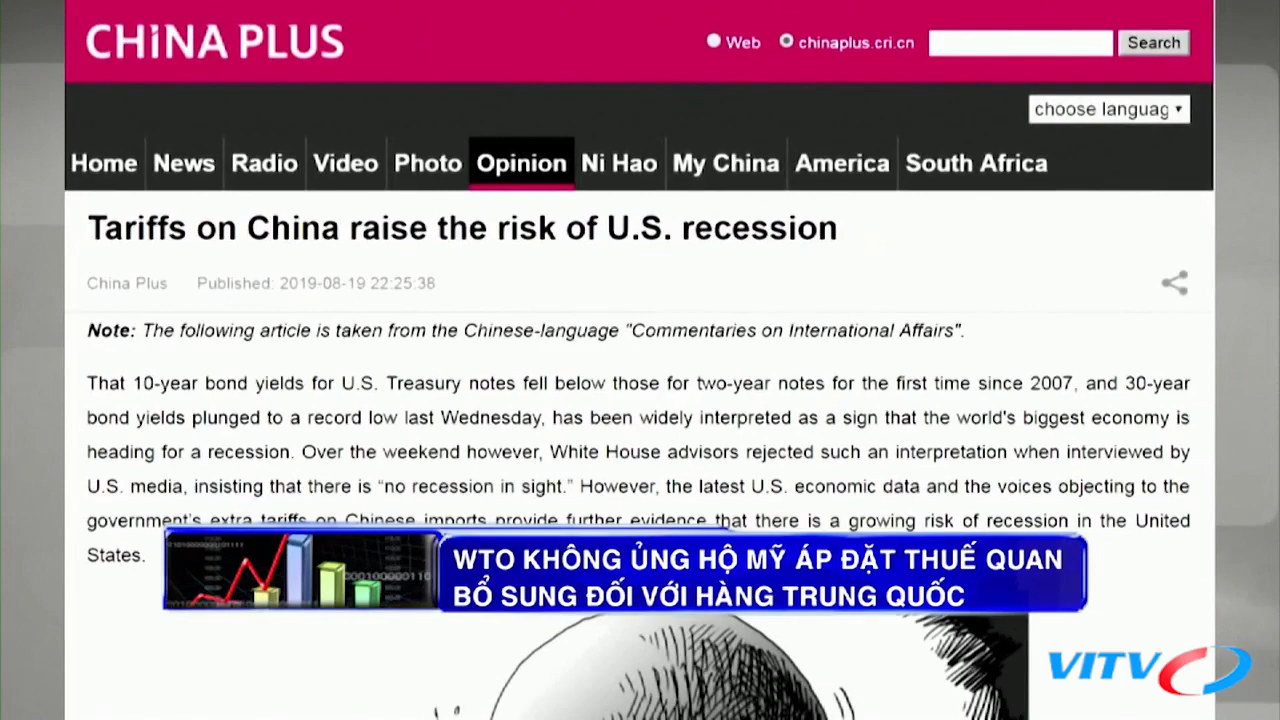 CHiNA PLUS
Web
chinaplus.cri.cn
Search
choose languag
Home News Radio Video Photo Opinion Ni Hao My China America South Africa
Tariffs on China raise the risk of U.S. recession
China Plus Published: 2019-08-19 22:25:38
Note: The following article is taken from the Chinese-language "Commentaries on International Affairs".
That 10-year bond yields for U.S. Treasury notes fell below those for two-year notes for the first time since 2007, and 30-year
bond yields plunged to a record low last Wednesday, has been widely interpreted as a sign that the world's biggest economy is
heading for a recession. Over the weekend however, White House advisors rejected such an interpretation when interviewed by
U.S. media, insisting that there is “no recession in sight.” However, the latest U.S. economic data and the voices objecting to the
government's extra tariffs on Chinese imports provide further evidence that there is a growing risk of recession in the United
States.
WTO KHÔNG ỦNG HỘ MỸ ÁP ĐẶT THUẾ QUAN
BỔ SUNG ĐỐI VỚI HÀNG TRUNG QUỐC
VITV